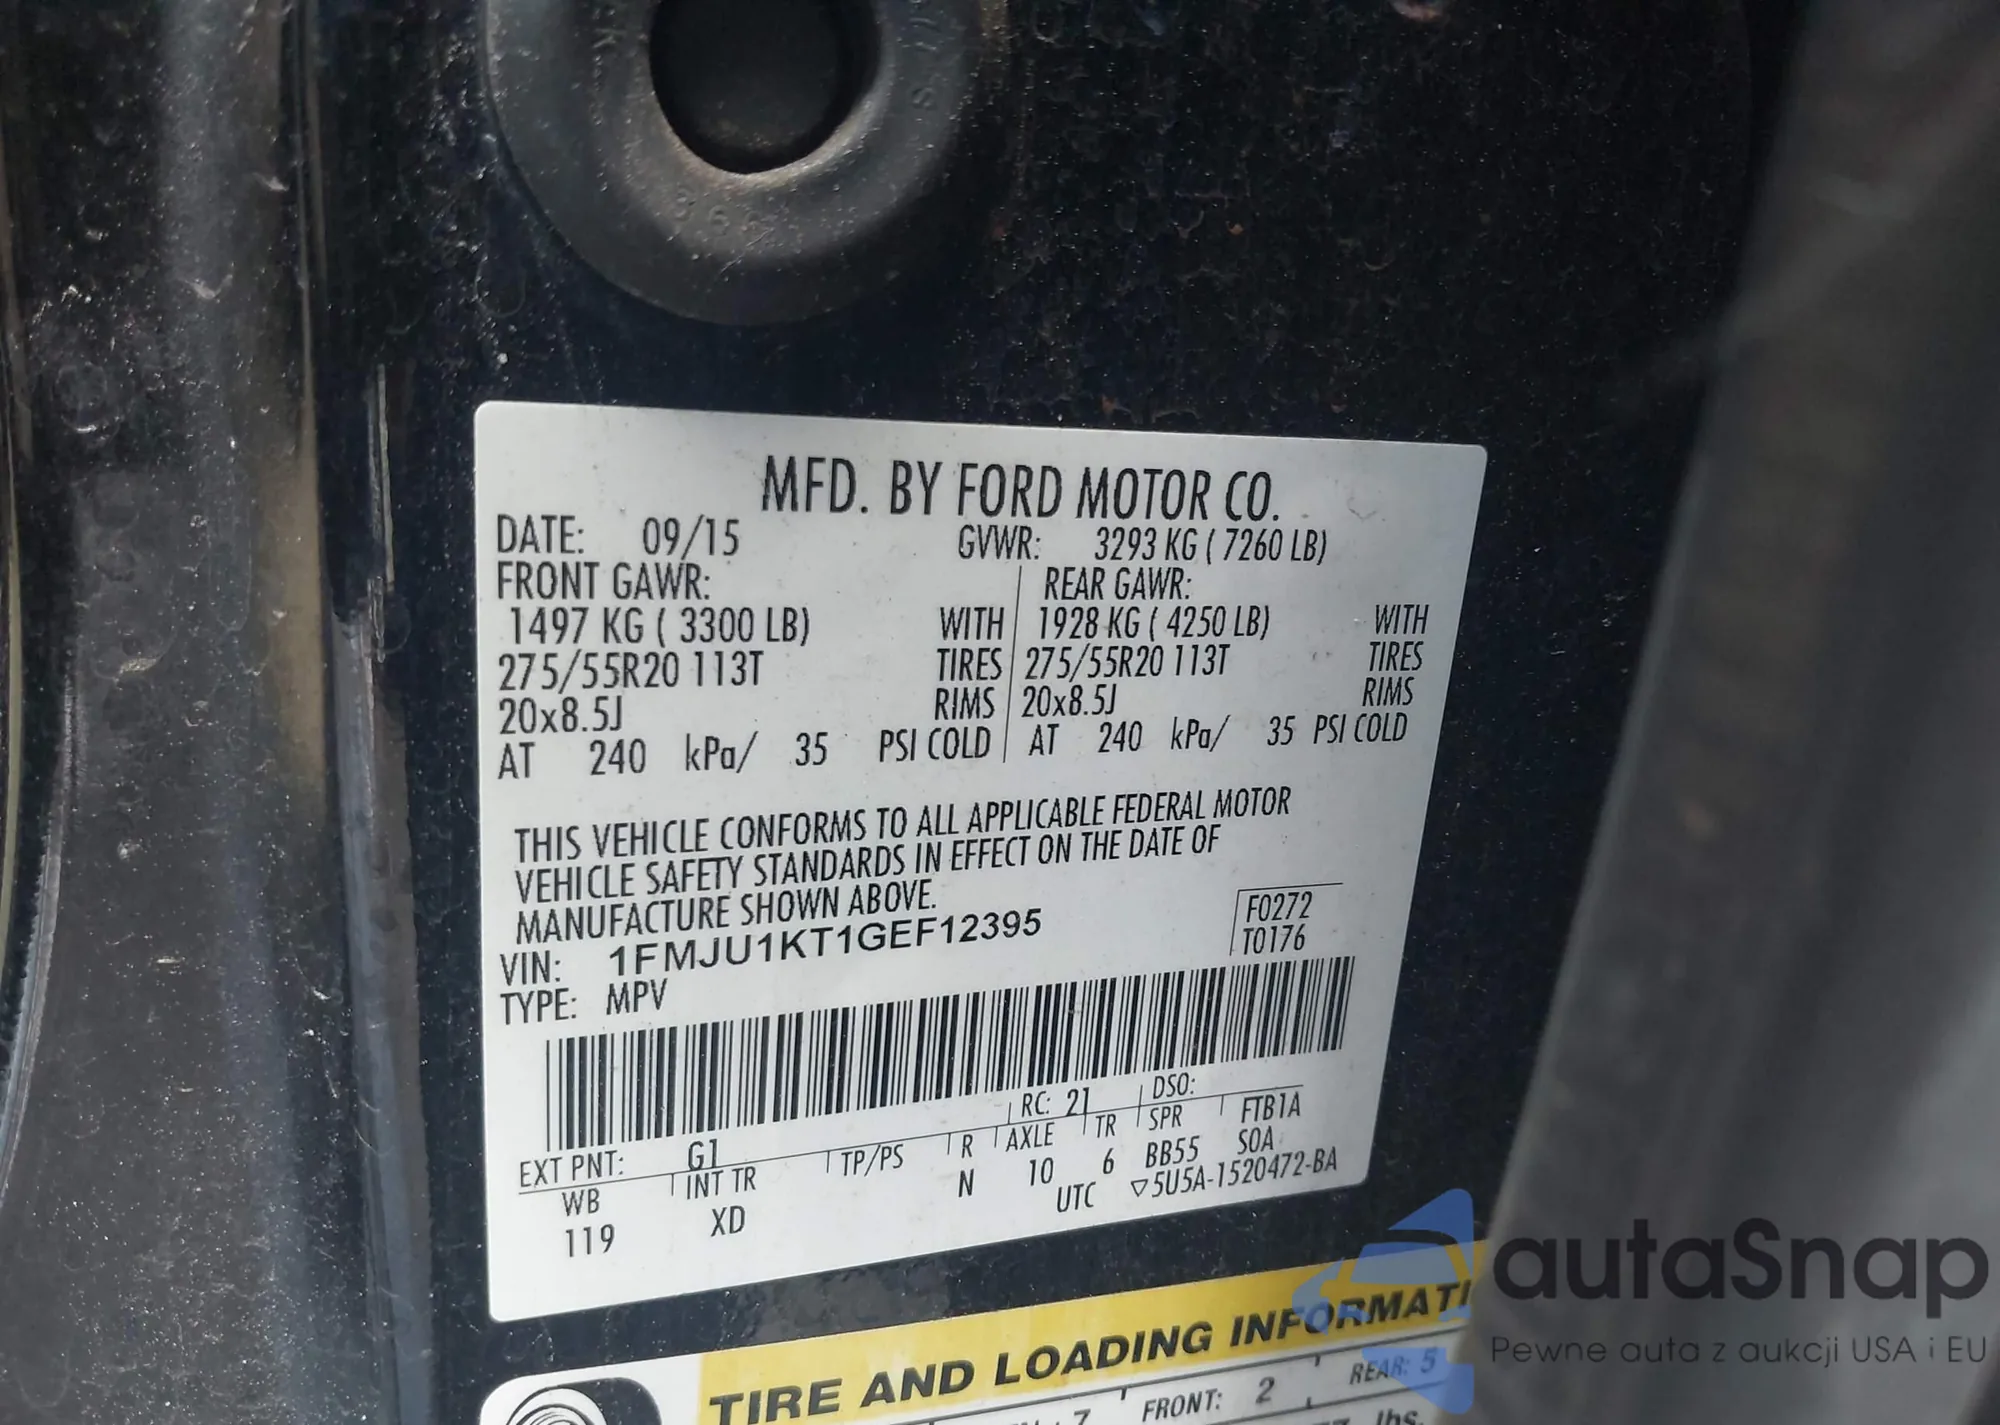 MFD. BY FORD MOTOR CO.
DATE: 09/15 GVWR: 3293 KG ( 7260 LB)
FRONT GAWR: REAR GAWR:
1497 KG ( 3300 LB) WITH 1928 KG ( 4250 LB) WITH
275/55R20 113T TIRES 275/55R20 113T TIRES
20x8.5J RIMS 20x8.5J RIMS
AT 240 kPa/ 35 PSI COLD AT 240 kPa/ 35 PSI COLD
THIS VEHICLE CONFORMS TO ALL APPLICABLE FEDERAL MOTOR
VEHICLE SAFETY STANDARDS IN EFFECT ON THE DATE OF
MANUFACTURE SHOWN ABOVE.
F0272
VIN: 1FMJU1KT1GEF12395
T0176
TYPE: MPV
EXT PNT: G1 RC: 21 DSO: FTB1A
WB INT TR TP/PS R AXLE TR SPR SOA
119 XD N 10 6 BB55
UTC ▽5U5A-1520472-BA
TIRE AND LOADING INFORMATI
7 FRONT: 2 REAR: 5
lbs.
autaSnap
Pewne auta z aukcji USA i EU